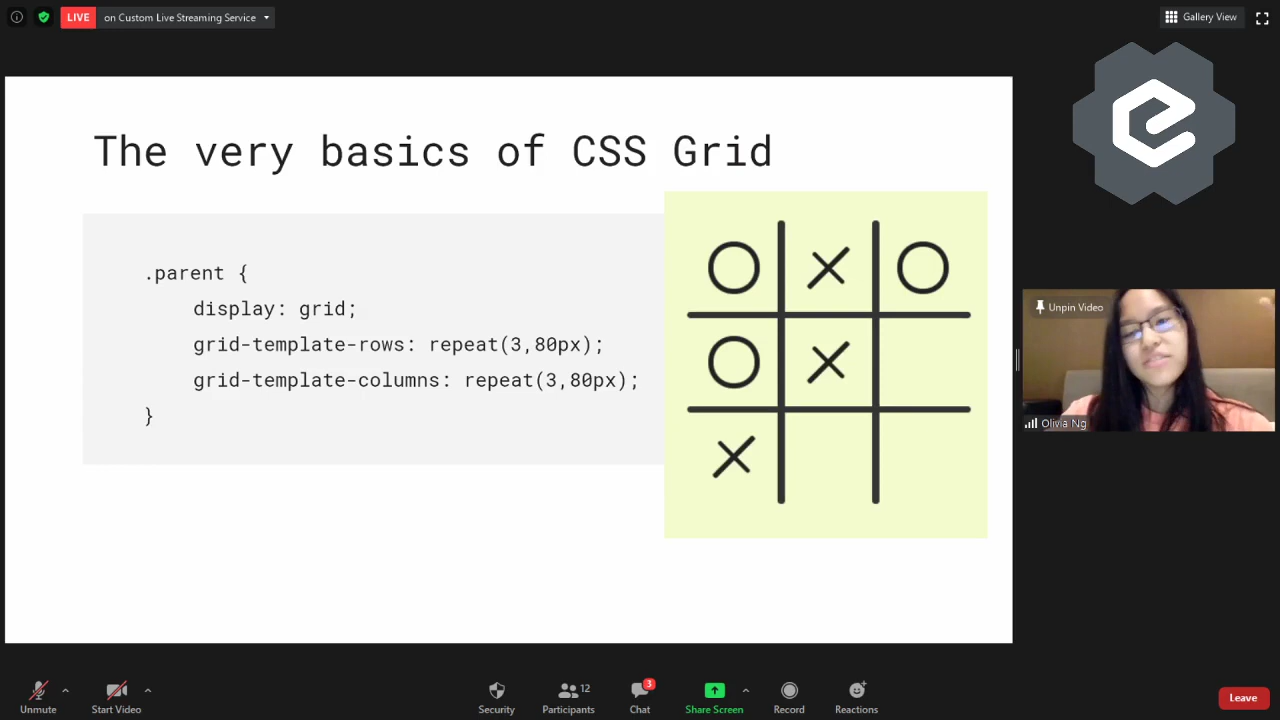 LIVE on Custom Live Streaming Service
Gallery View
The very basics of CSS Grid
.parent {
display: grid;
grid-template-rows: repeat(3,80px);
grid-template-columns: repeat(3,80px);
}
Unpin Video
Olivia Ng
Unmute
Start Video
Security
12
Participants
3
Chat
Share Screen
Record
Reactions
Leave